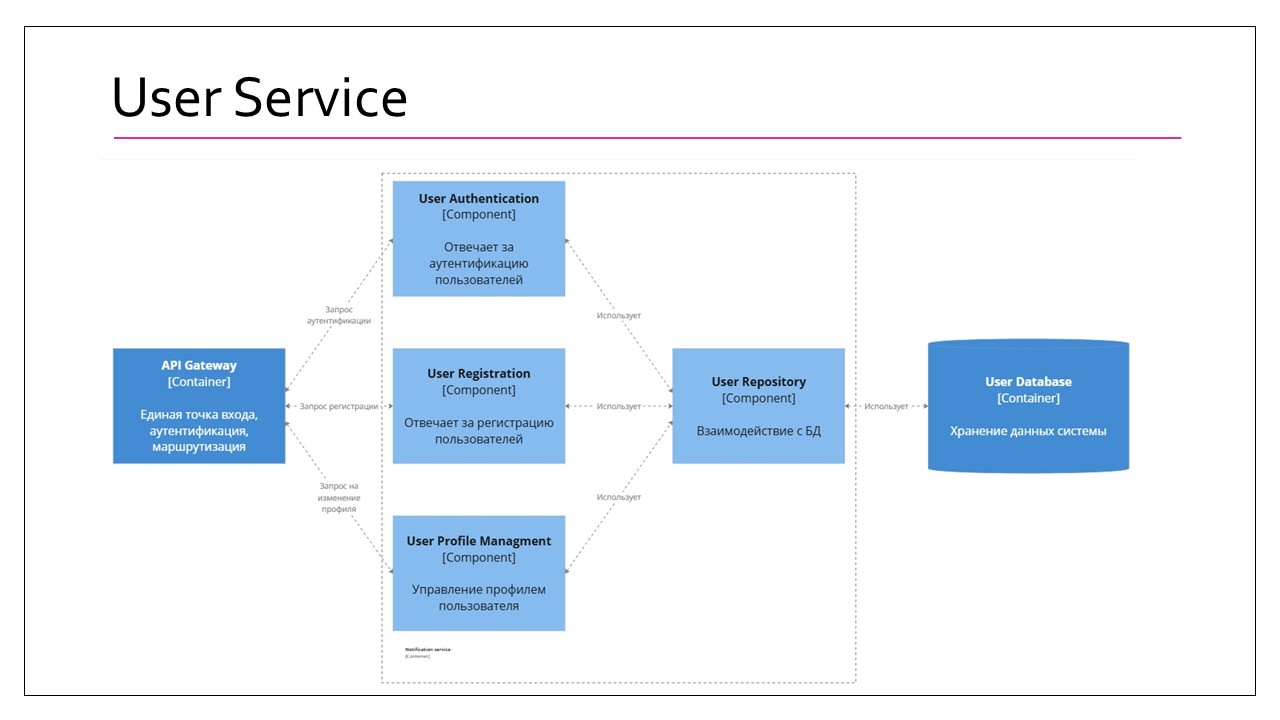 User Service
User Authentication
[Component]
Отвечает за
аутентификацию
пользователей
Запрос
аутентификации
Использует
API Gateway
[Container]
Единая точка входа,
аутентификация,
маршрутизация
Запрос регистрации
User Registration
[Component]
Отвечает за регистрацию
пользователей
Использует
User Repository
[Component]
Взаимодействие с БД
Использует
User Database
[Container]
Хранение данных системы
Запрос на
изменение
профиля
Использует
User Profile Managment
[Component]
Управление профилем
пользователя
Notification service
[Container]